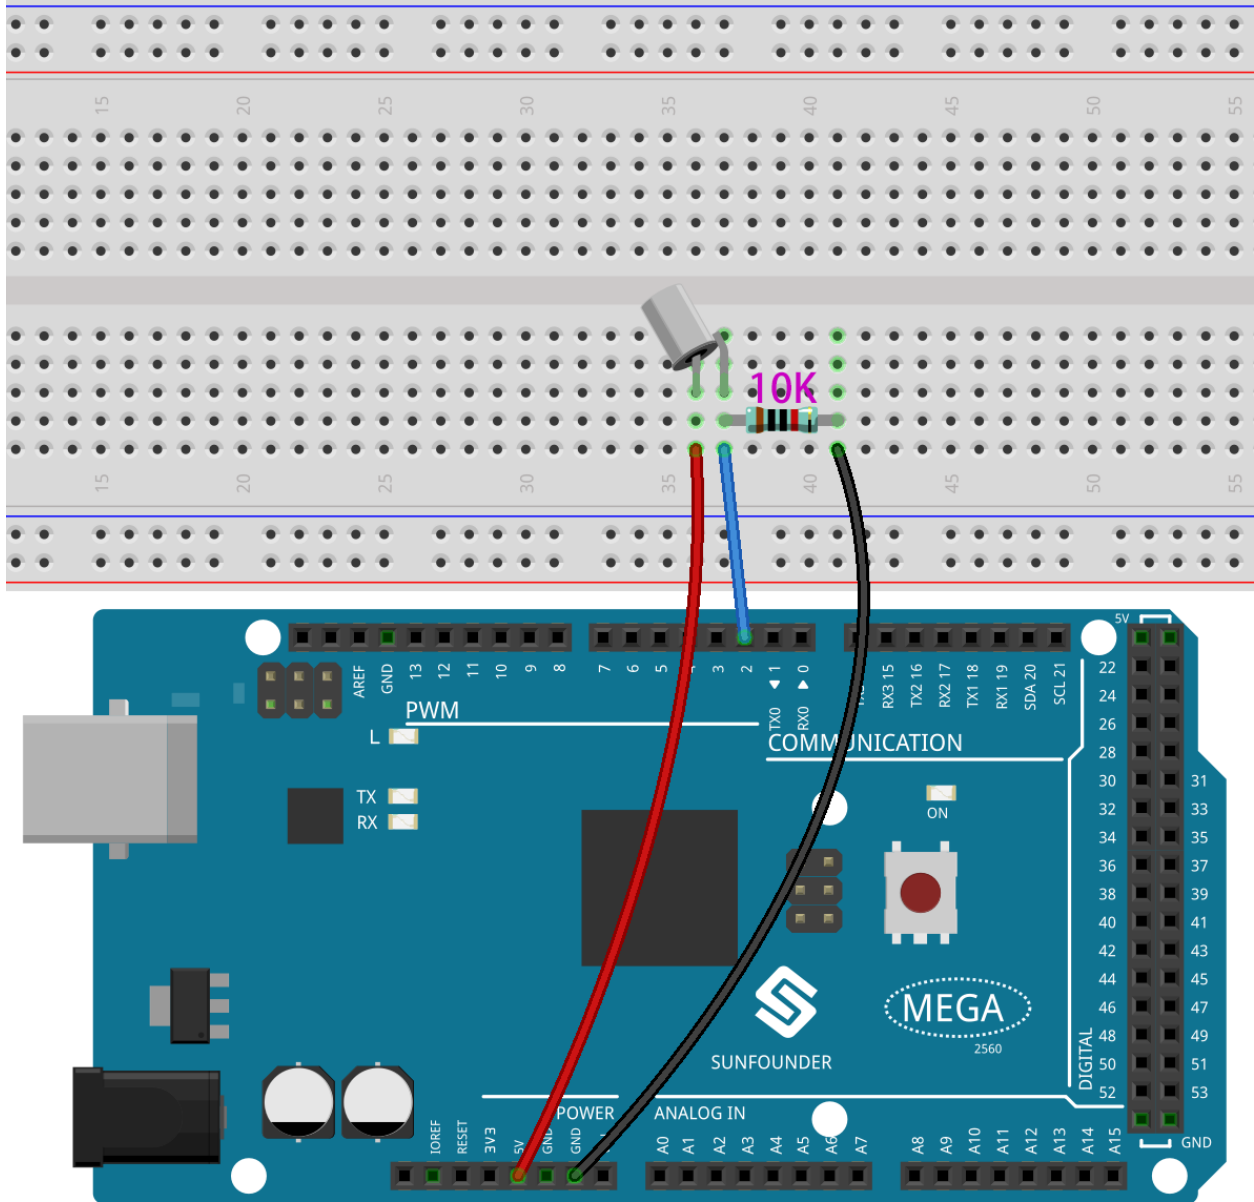 15 20 25 30 35 40 45 50 55
10K
15 20 25 30 35 40 45 50 55
AREF GND 13 12 11 10 9 8 7 6 5 3 2 1 0
TX0 RX0
RX3 15 TX2 16 RX2 17 TX1 18 RX1 19 SDA 20 SCL 21
PWM
COMMUNICATION
L
TX
RX
ON
5V
22
24
26
28
30 31
32 33
34 35
36 37
38 39
40 41
42 43
44 45
46 47
48 49
50 51
52 53
GND
DIGITAL
MEGA
2560
SUNFOUNDER
POWER
ANALOG IN
IOREF RESET 3V3 5V GND GND
A0 A1 A2 A3 A4 A5 A6 A7
A8 A9 A10 A11 A12 A13 A14 A15